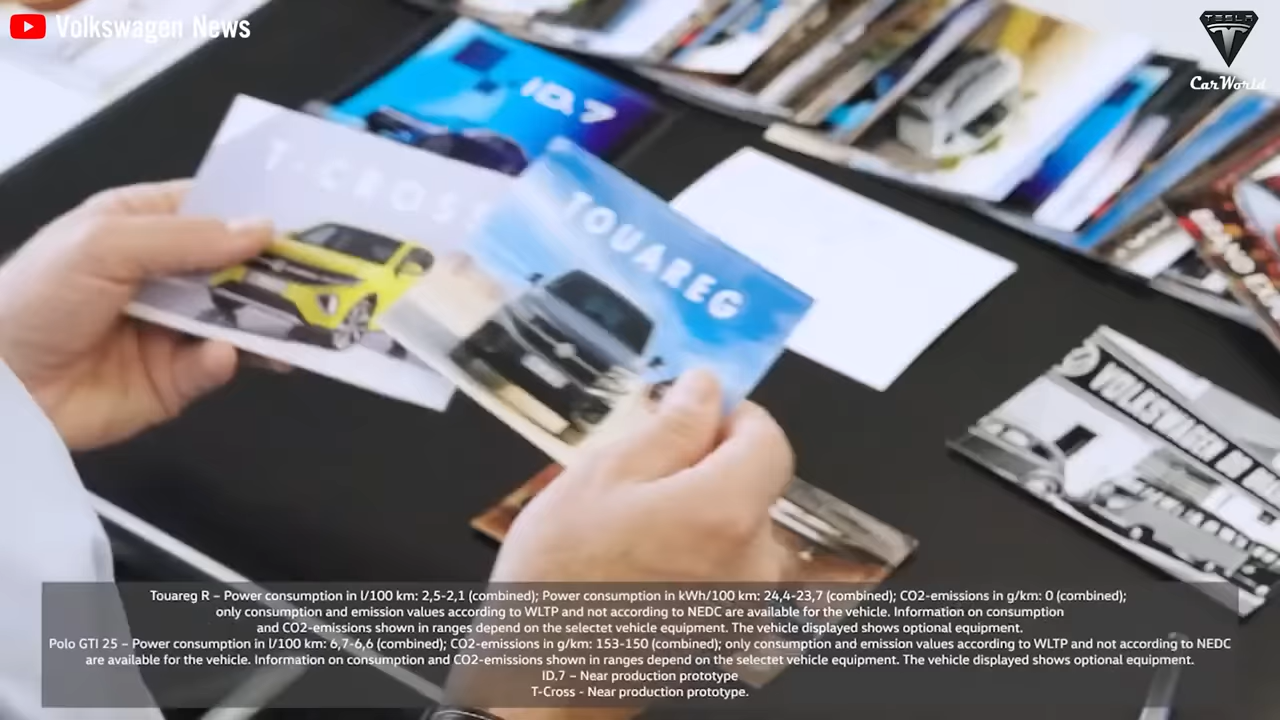 Volkswagen News
TESLA
CarWorld
ID.7
T-CROSS
TOUAREG
VOLKSWAGEN
Touareg R – Power consumption in l/100 km: 2,5-2,1 (combined); Power consumption in kWh/100 km: 24,4-23,7 (combined); CO2-emissions in g/km: 0 (combined);
only consumption and emission values according to WLTP and not according to NEDC are available for the vehicle. Information on consumption
and CO2-emissions shown in ranges depend on the selectet vehicle equipment. The vehicle displayed shows optional equipment.
Polo GTI 25 – Power consumption in l/100 km: 6,7-6,6 (combined); CO2-emissions in g/km: 153-150 (combined); only consumption and emission values according to WLTP and not according to NEDC
are available for the vehicle. Information on consumption and CO2-emissions shown in ranges depend on the selectet vehicle equipment. The vehicle displayed shows optional equipment.
ID.7 – Near production prototype
T-Cross - Near production prototype.